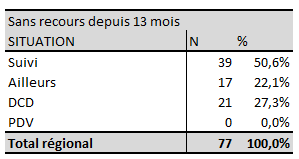 Sans recours depuis 13 mois
SITUATION N %
Suivi 39 50,6%
Ailleurs 17 22,1%
DCD 21 27,3%
PDV 0 0,0%
Total régional 77 100,0%